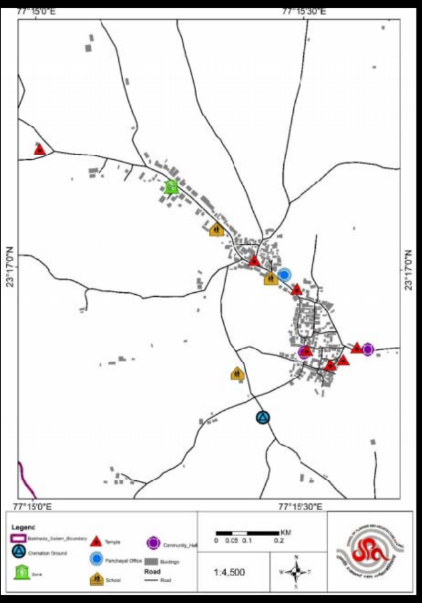 77°15'0"E
77°15'30"E
23°17'0"N
23°17'0"N
77°15'0"E
77°15'30"E
Legend
Temple
Community_Hall
Cremation Ground
Panchayat Office
Buildings
Road
School
Road
KM
0 0.05 0.1 0.2
1:4,500
W